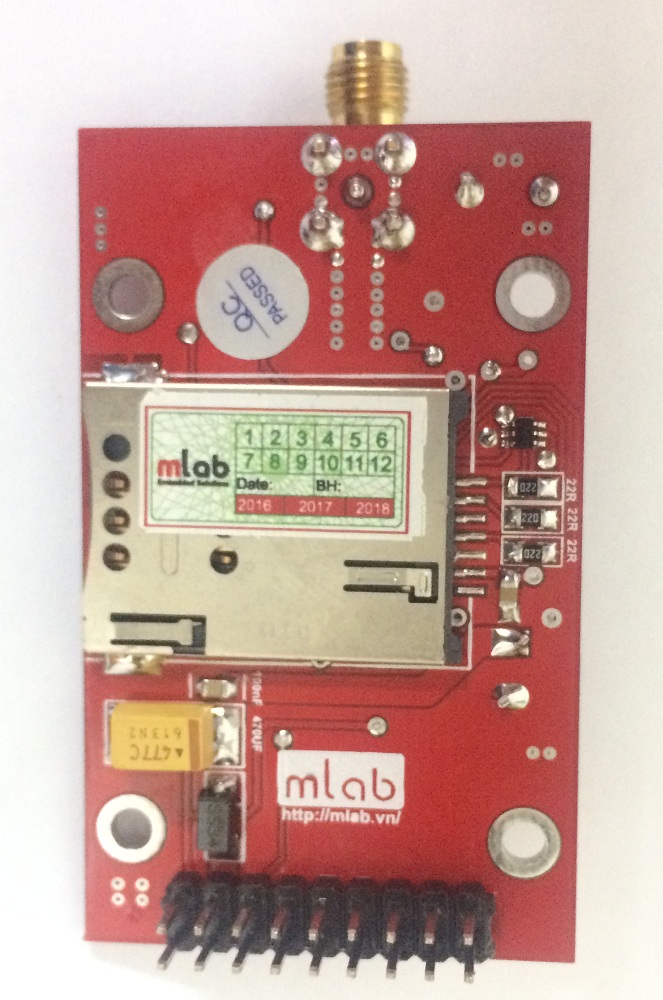 QC
PASSED
mlab
Embedded Solutions
1 2 3 4 5 6
7 8 9 10 11 12
Date: BH:
2016 2017 2018
22R
220
22R
220
22R
220
100nF
470UF
477C
613N2
mlab
http://mlab.vn/